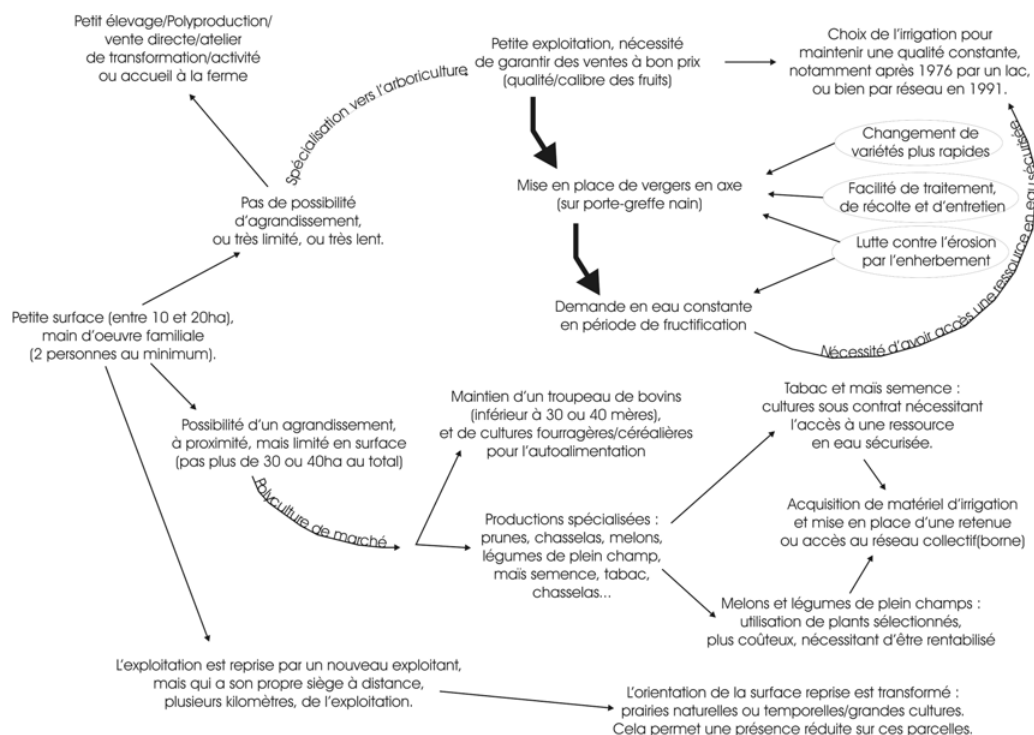 Petit élevage/Polyproduction/
vente directe/atelier
de transformation/activité
ou accueil à la ferme
Spécialisation vers l'arboriculture
Petite exploitation, nécessité
de garantir des ventes à bon prix
(qualité/calibre des fruits)
Choix de l'irrigation pour
maintenir une qualité constante,
notamment après 1976 par un lac,
ou bien par réseau en 1991.
Changement de
variétés plus rapides
Mise en place de vergers en axe
(sur porte-greffe nain)
Facilité de traitement,
de récolte et d'entretien
Pas de possibilité
d'agrandissement,
ou très limité, ou très lent.
Lutte contre l'érosion
par l'enherbement
Demande en eau constante
en période de fructification
Nécessité d'avoir accès à une ressource en eau sécurisée
Petite surface (entre 10 et 20ha),
main d'oeuvre familiale
(2 personnes au minimum).
Possibilité d'un agrandissement,
à proximité, mais limité en surface
(pas plus de 30 ou 40ha au total)
Polyculture de marché
Maintien d'un troupeau de bovins
(inférieur à 30 ou 40 mères),
et de cultures fourragères/céréalières
pour l'autoalimentation
Tabac et maïs semence :
cultures sous contrat nécessitant
l'accès à une ressource
en eau sécurisée.
Productions spécialisées :
prunes, chasselas, melons,
légumes de plein champ,
maïs semence, tabac,
chasselas...
Acquisition de matériel d'irrigation
et mise en place d'une retenue
ou accès au réseau collectif(borne)
Melons et légumes de plein champs :
utilisation de plants sélectionnés,
plus coûteux, nécessitant d'être rentabilisé
L'exploitation est reprise par un nouveau exploitant,
mais qui a son propre siège à distance,
plusieurs kilomètres, de l'exploitation.
L'orientation de la surface reprise est transformé :
prairies naturelles ou temporelles/grandes cultures.
Cela permet une présence réduite sur ces parcelles.